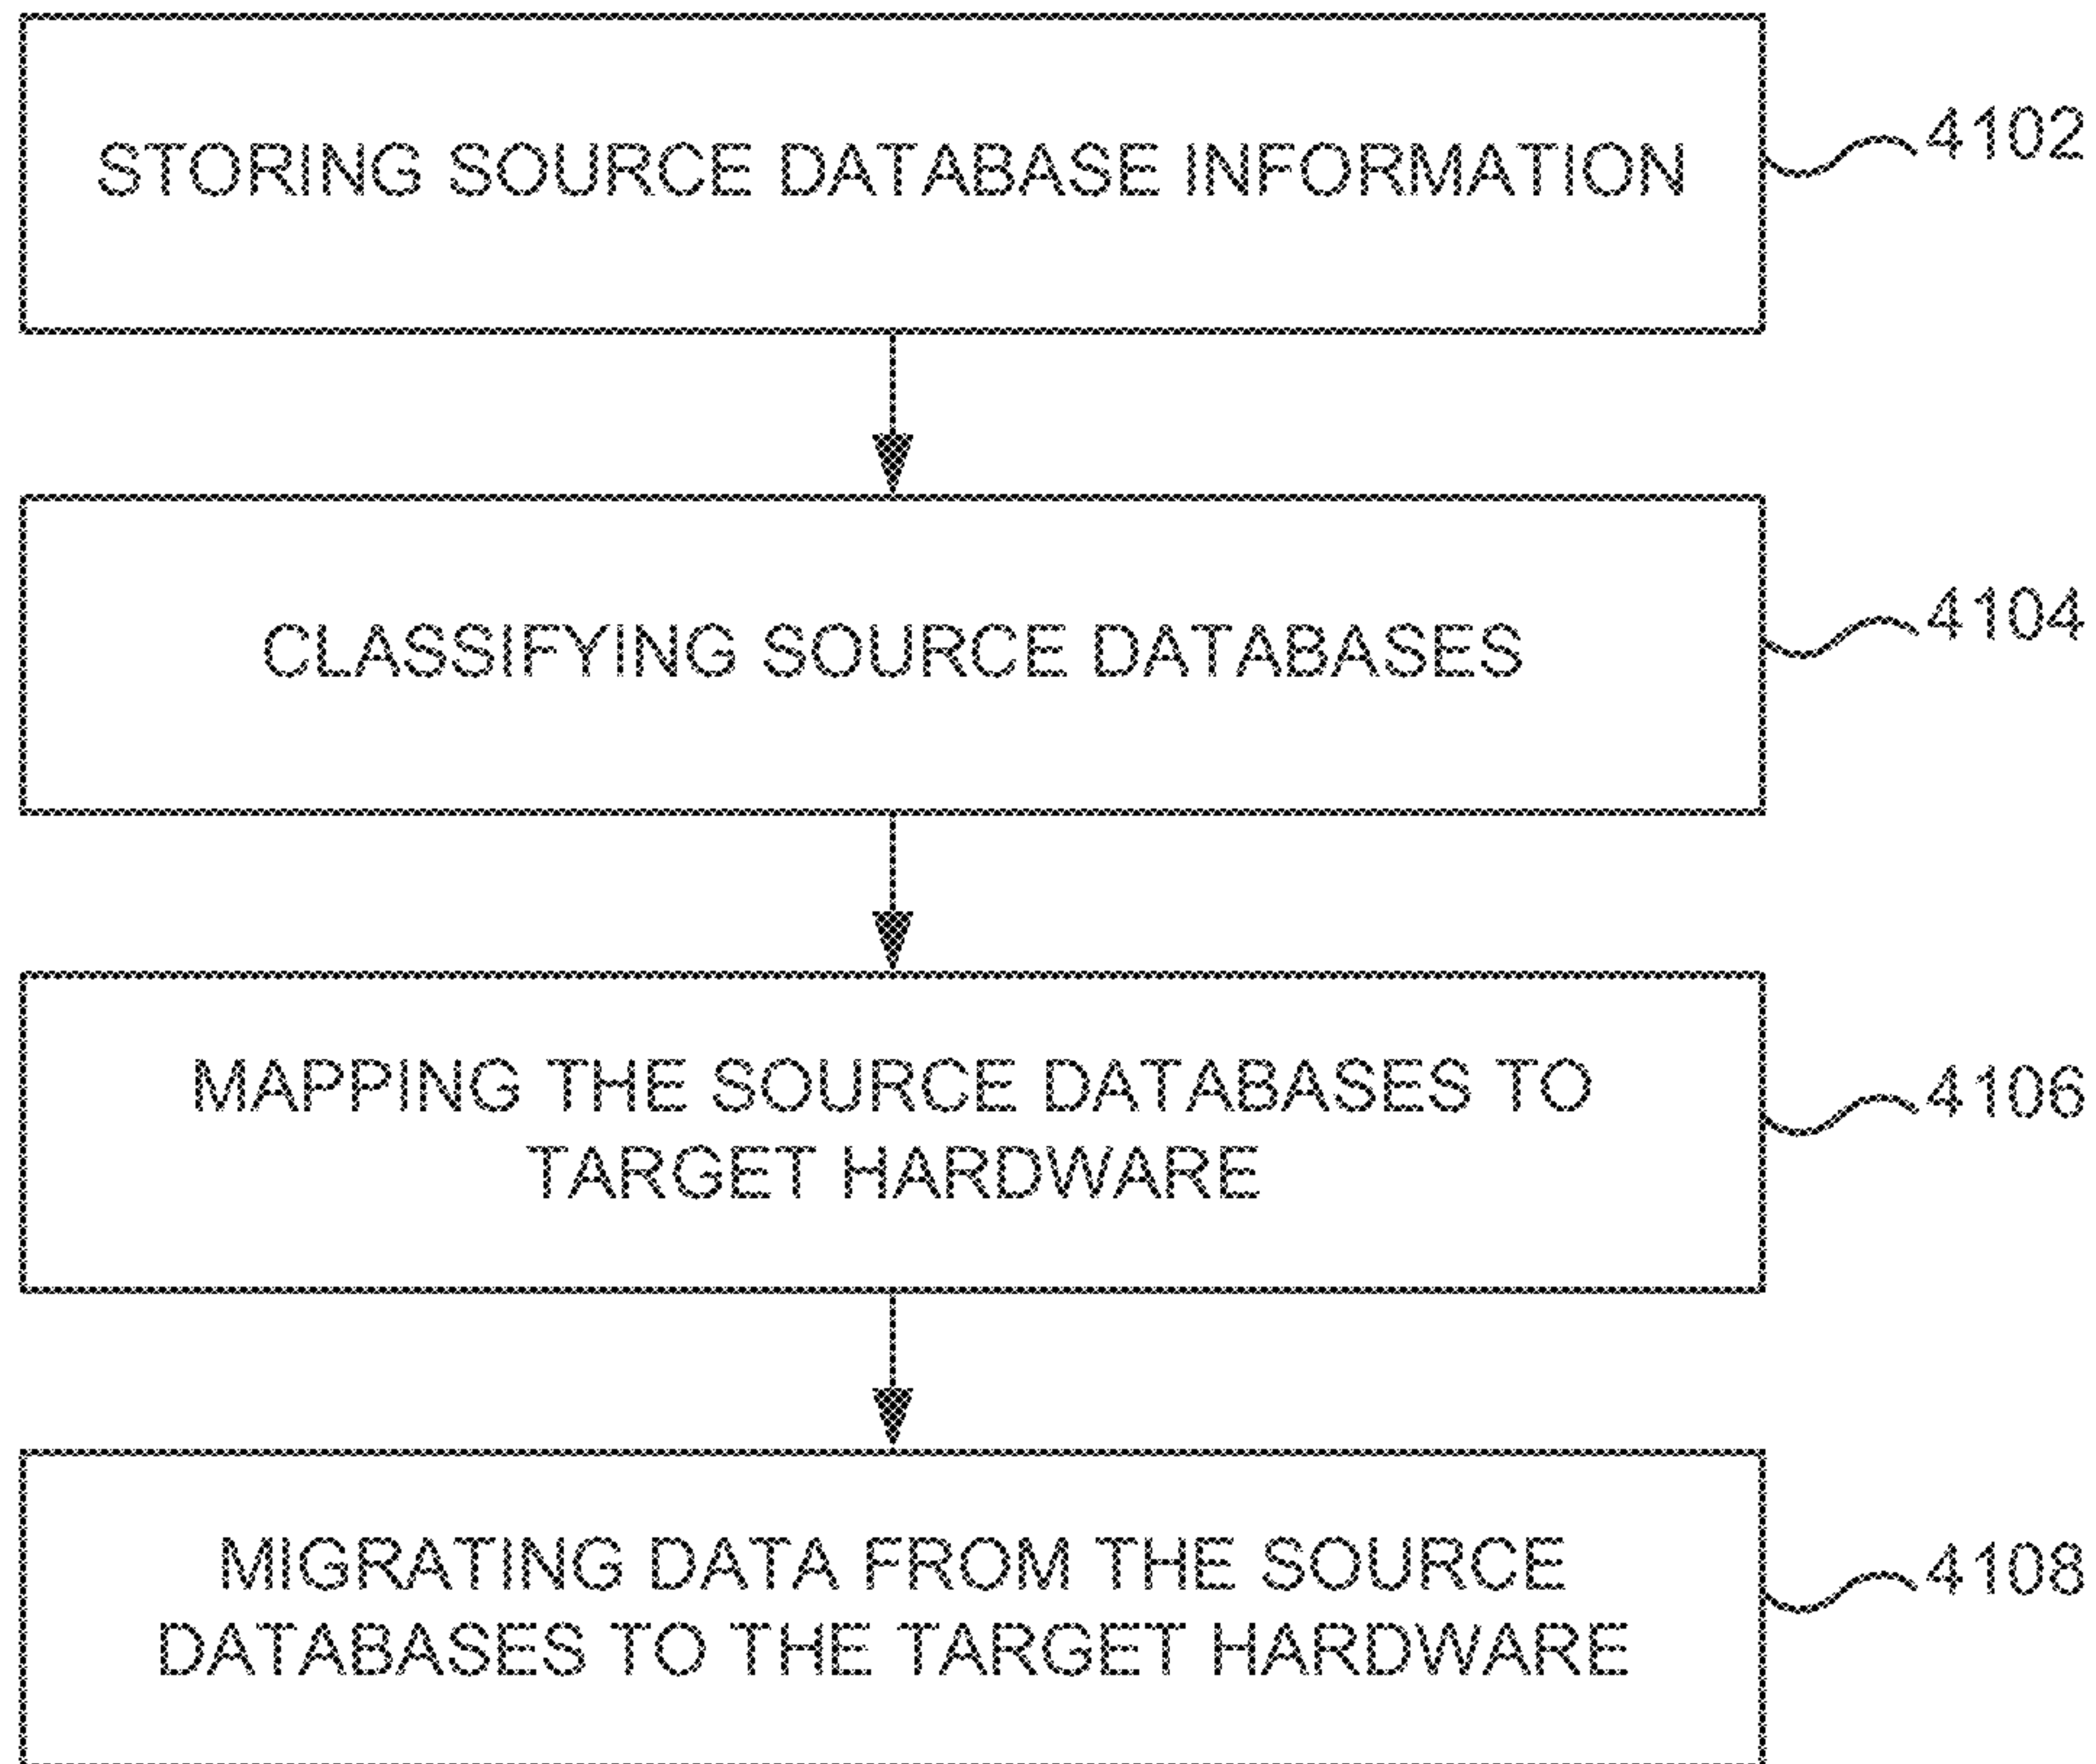 STORING SOURCE DATABASE INFORMATION
4102
CLASSIFYING SOURCE DATABASES
4104
MAPPING THE SOURCE DATABASES TO
TARGET HARDWARE
4106
MIGRATING DATA FROM THE SOURCE
DATABASES TO THE TARGET HARDWARE
4108